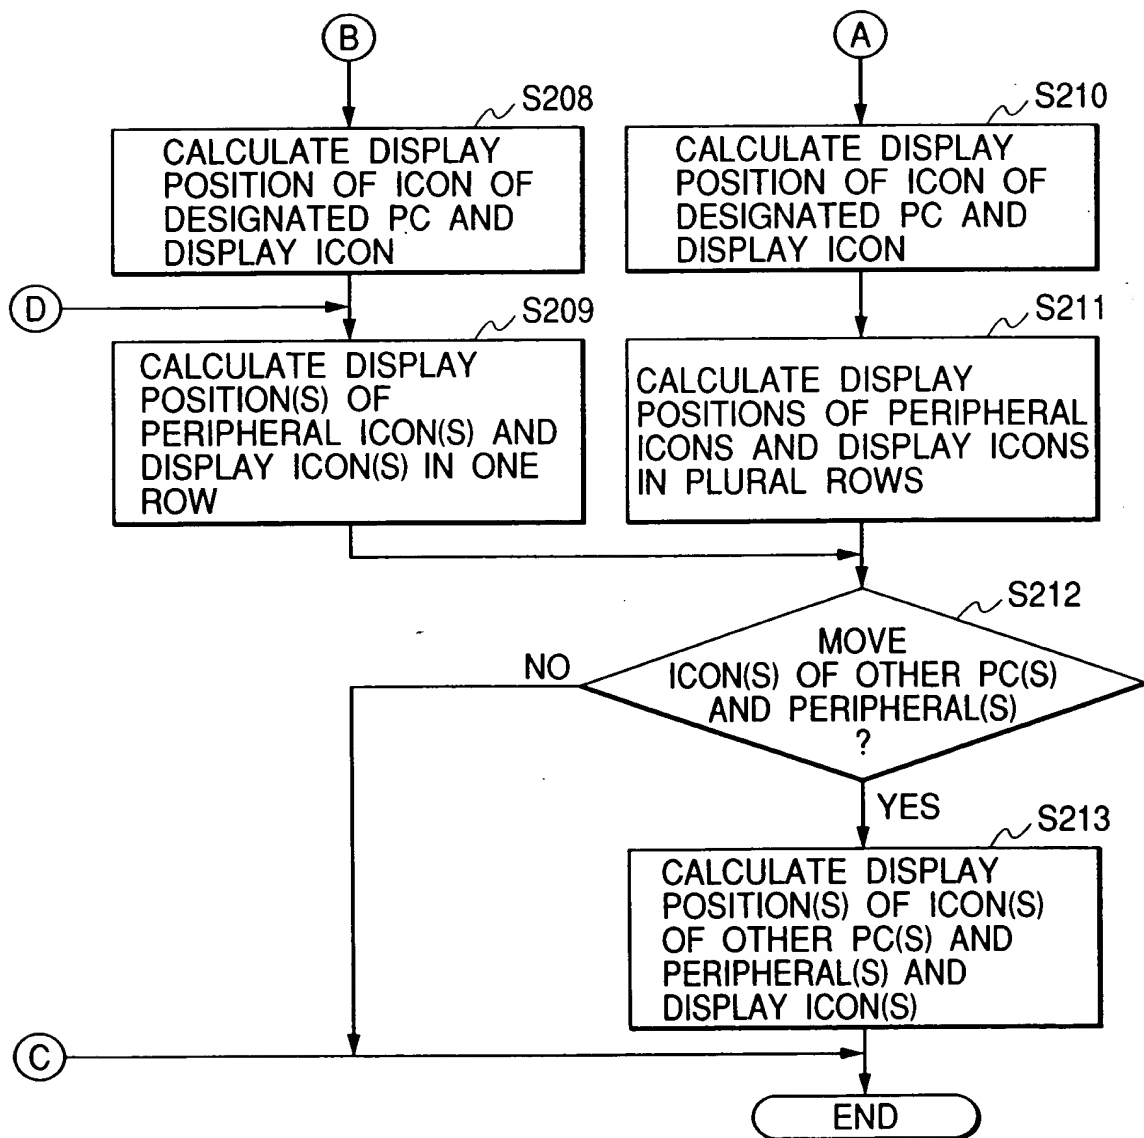 B
A
S208
CALCULATE DISPLAY
POSITION OF ICON OF
DESIGNATED PC AND
DISPLAY ICON
S210
CALCULATE DISPLAY
POSITION OF ICON OF
DESIGNATED PC AND
DISPLAY ICON
D
S209
CALCULATE DISPLAY
POSITION(S) OF
PERIPHERAL ICON(S) AND
DISPLAY ICON(S) IN ONE
ROW
S211
CALCULATE DISPLAY
POSITIONS OF PERIPHERAL
ICONS AND DISPLAY ICONS
IN PLURAL ROWS
S212
MOVE
ICON(S) OF OTHER PC(S)
AND PERIPHERAL(S)
?
NO
YES
S213
CALCULATE DISPLAY
POSITION(S) OF ICON(S)
OF OTHER PC(S) AND
PERIPHERAL(S) AND
DISPLAY ICON(S)
C
END